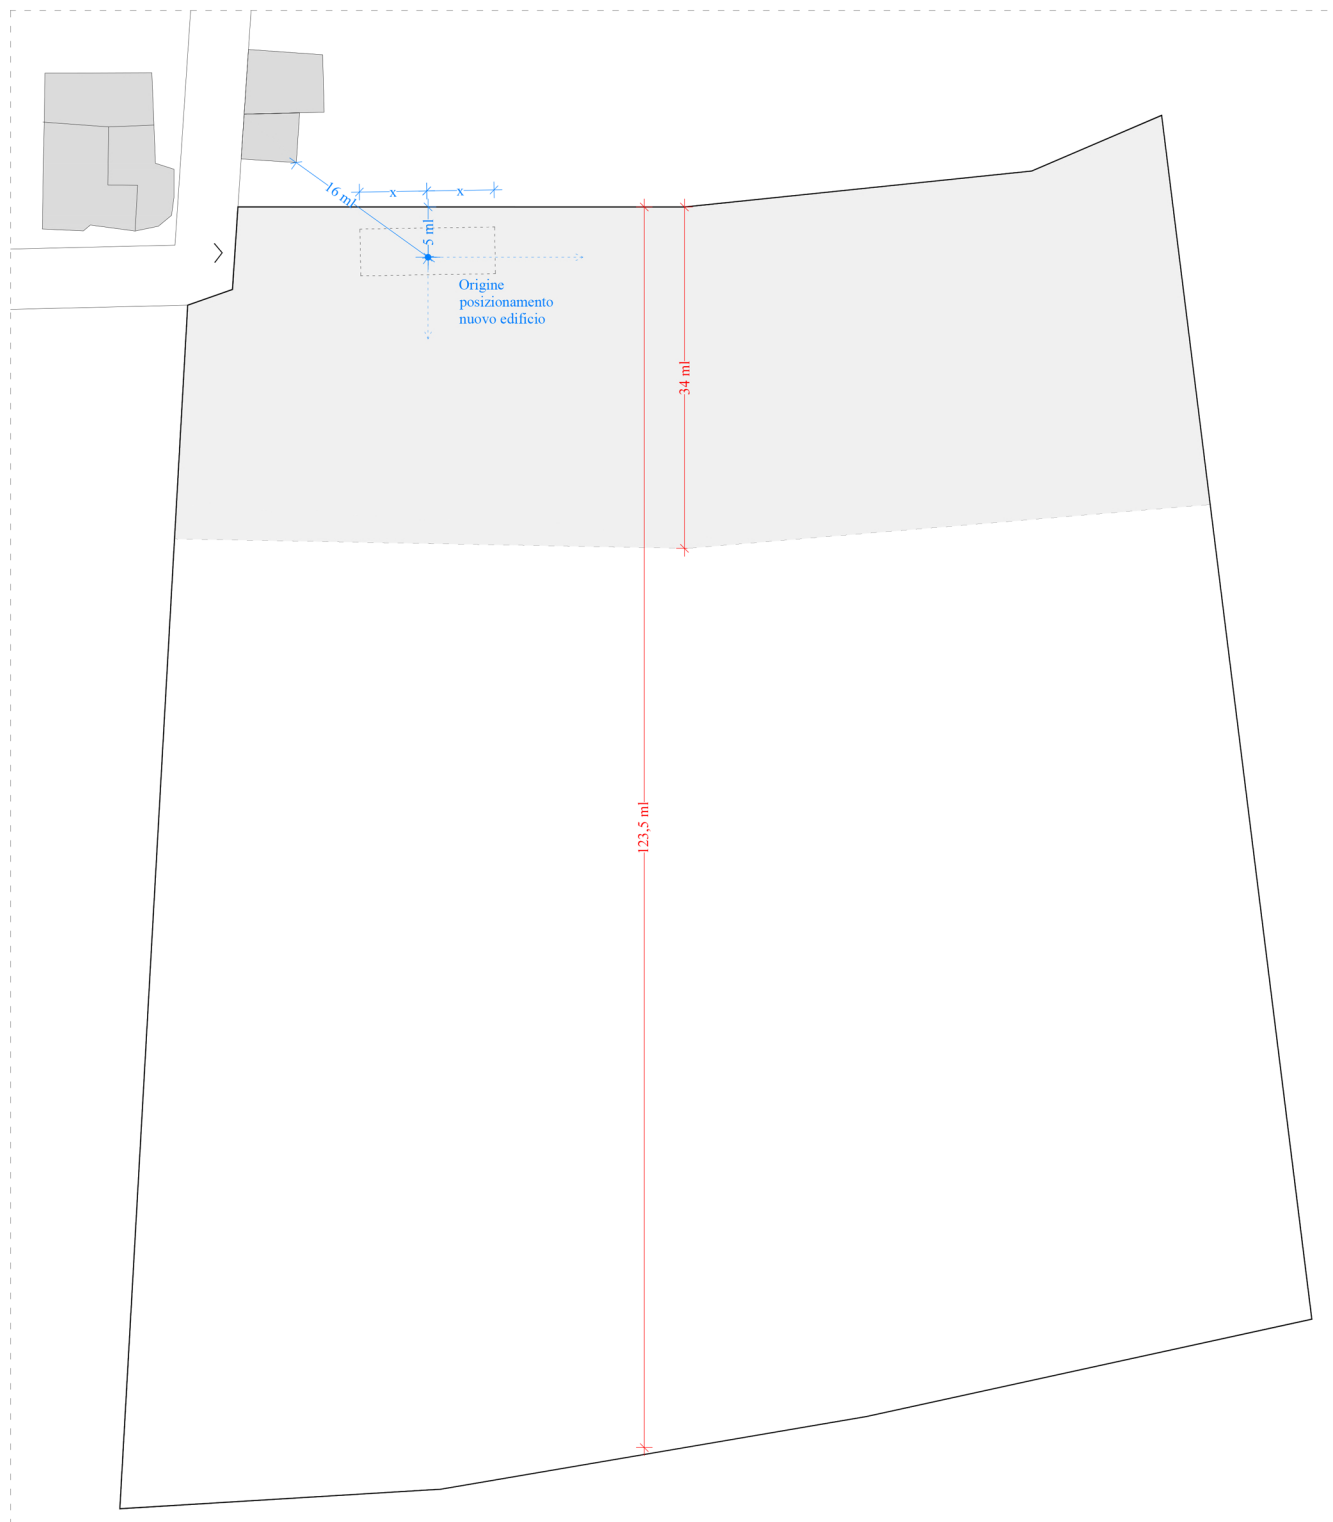 16 ml
x
x
5 ml
Origine
posizionamento
nuovo edificio
34 ml
123,5 ml